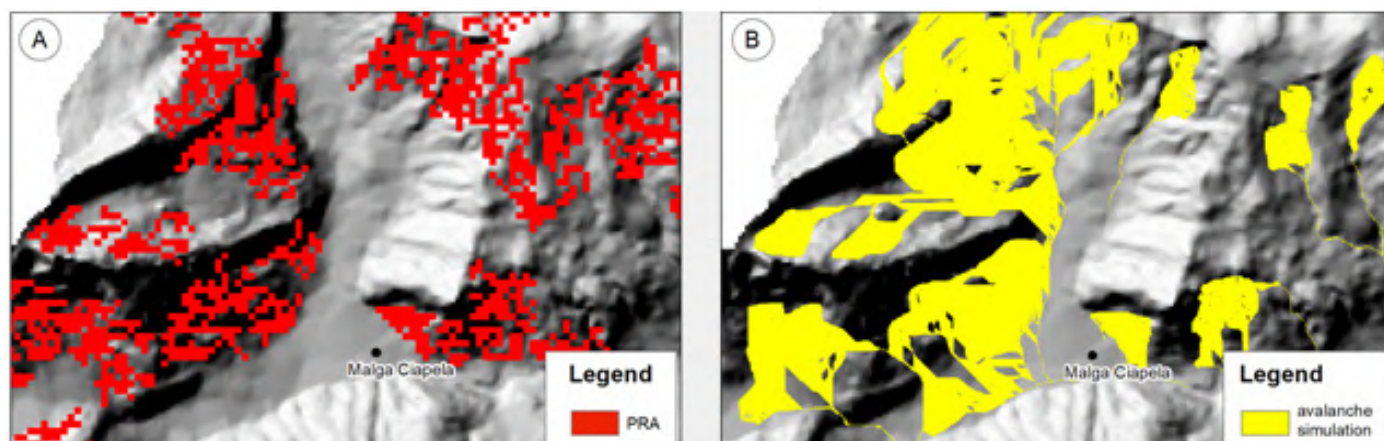 A
Malga Ciapela
Legend
PRA
B
Malga Ciapela
Legend
avalanche
simulation